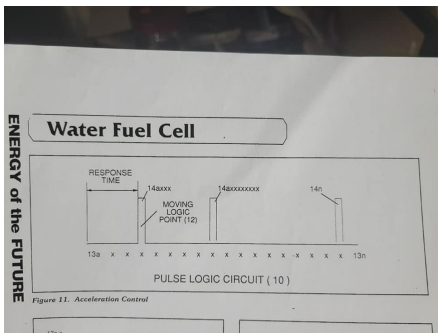 ENERGY of the FUTURE
Water Fuel Cell
RESPONSE
TIME
14axxx
14axxxxxxxx
14n
MOVING
LOGIC
POINT (12)
13a x x x x x x x x x x x x x x x x 13n
PULSE LOGIC CIRCUIT ( 10 )
Figure 11. Acceleration Control